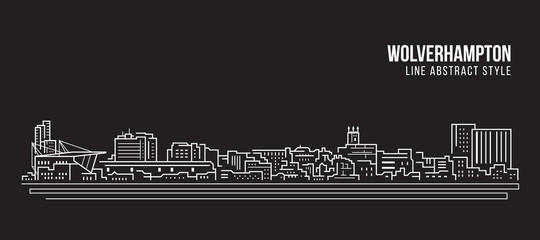 WOLVERHAMPTON
LINE ABSTRACT STYLE